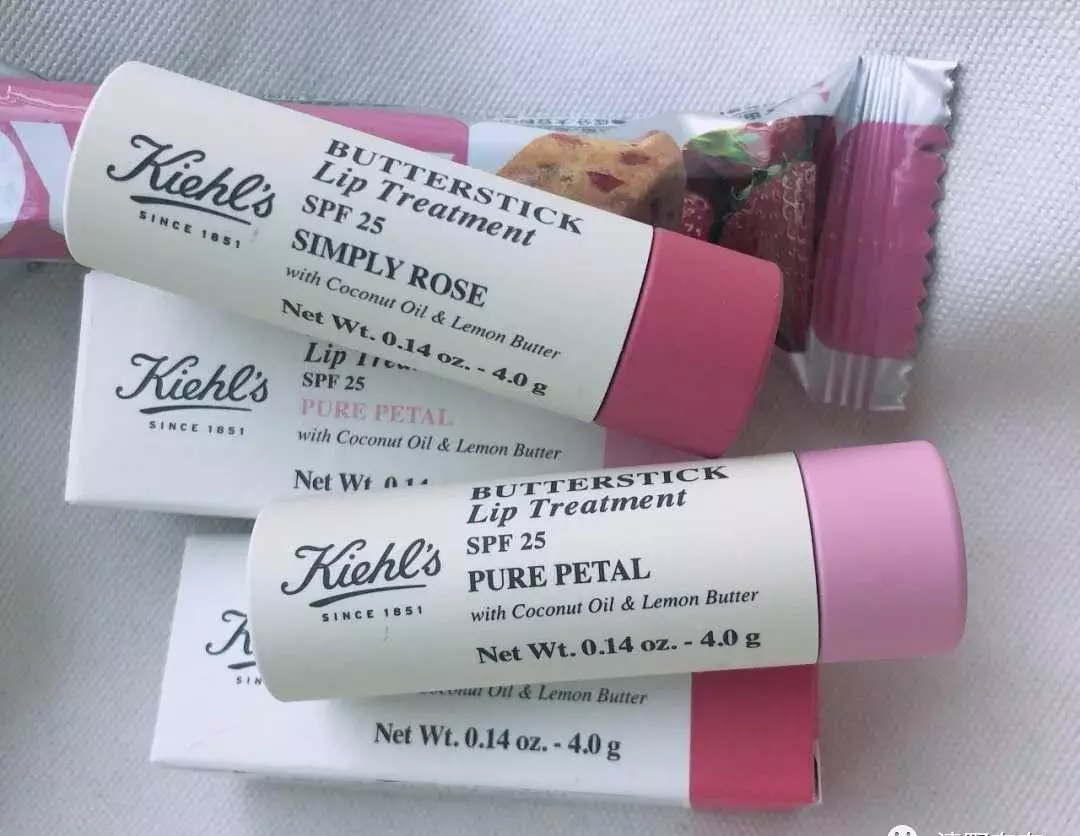 Kiehl's
SINCE 1851
BUTTERSTICK
Lip Treatment
SPF 25
SIMPLY ROSE
with Coconut Oil & Lemon Butter
Net Wt. 0.14 oz. - 4.0 g
Kiehl's
SINCE 1851
Lip
SPF 25
PURE PETAL
with Coconut Oil & Lemon Butter
Net Wt
Kiehl's
SINCE 1851
BUTTERSTICK
Lip Treatment
SPF 25
PURE PETAL
with Coconut Oil & Lemon Butter
Net Wt. 0.14 oz. - 4.0 g
Oil & Lemon Butter
Net Wt. 0.14 oz. - 4.0 g